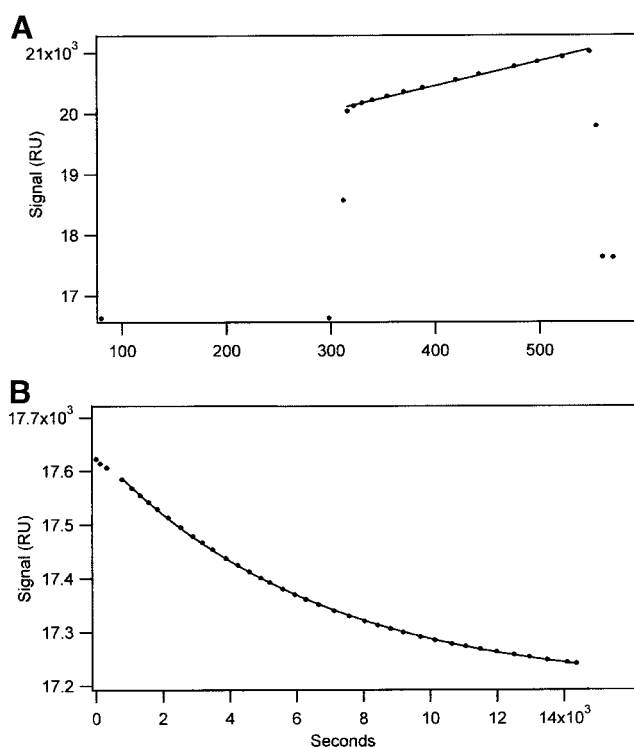 A
21x10³
20
19
18
17
Signal (RU)
100 200 300 400 500
B
17.7x10³
17.6
17.5
17.4
17.3
17.2
Signal (RU)
0 2 4 6 8 10 12 14x10³
Seconds